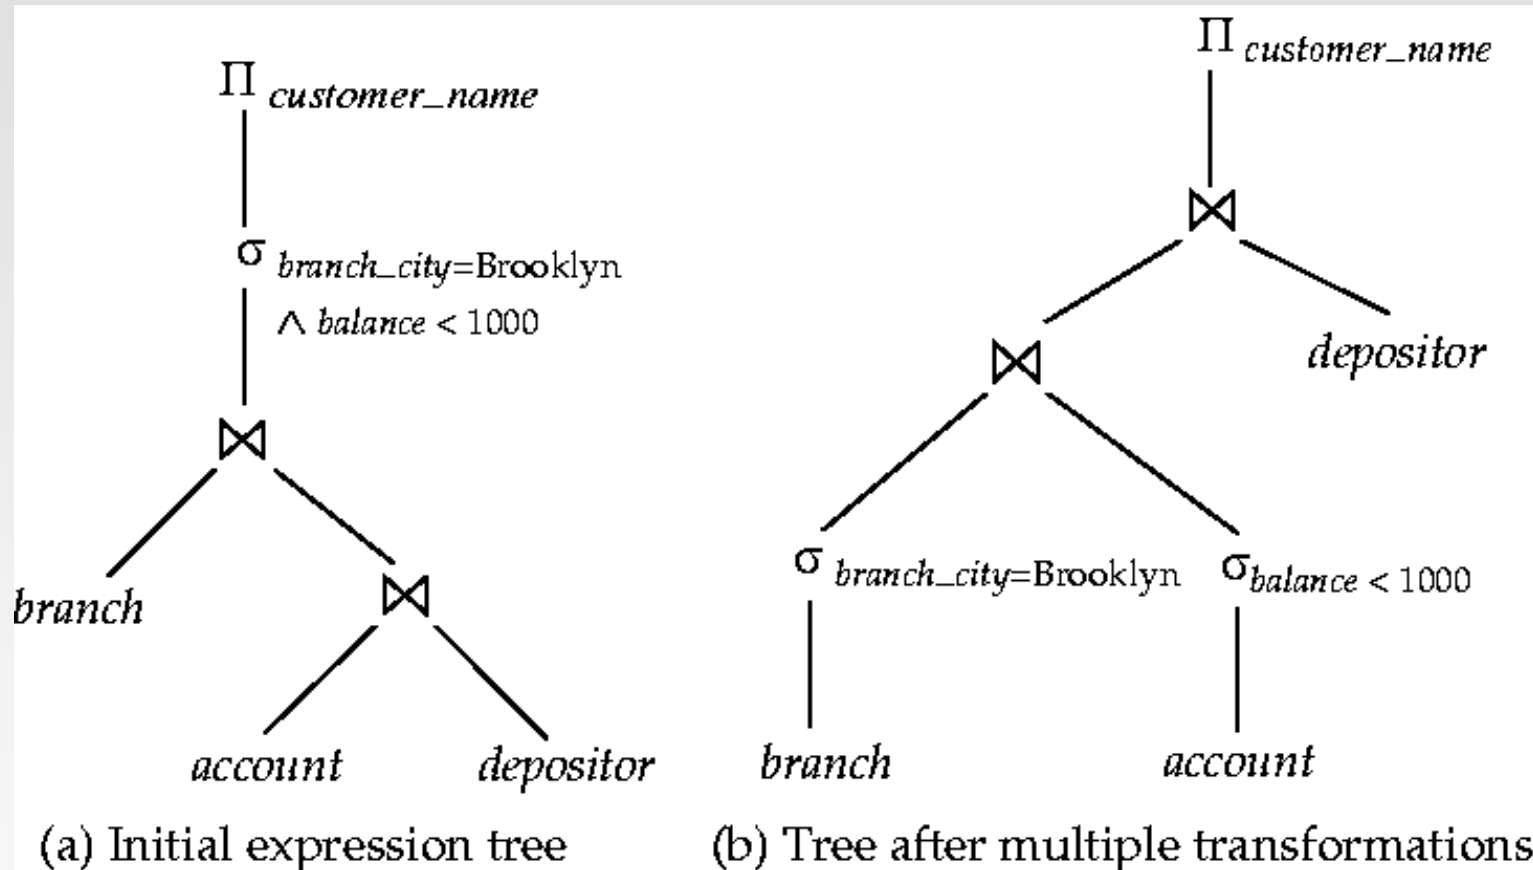 Π customer_name
σ branch_city=Brooklyn
∧ balance < 1000
⋈
branch
⋈
account
depositor
(a) Initial expression tree
Π customer_name
⋈
depositor
⋈
σ branch_city=Brooklyn
σ balance < 1000
branch
account
(b) Tree after multiple transformations